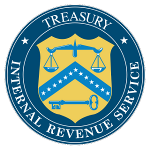 TREASURY
INTERNAL REVENUE SERVICE